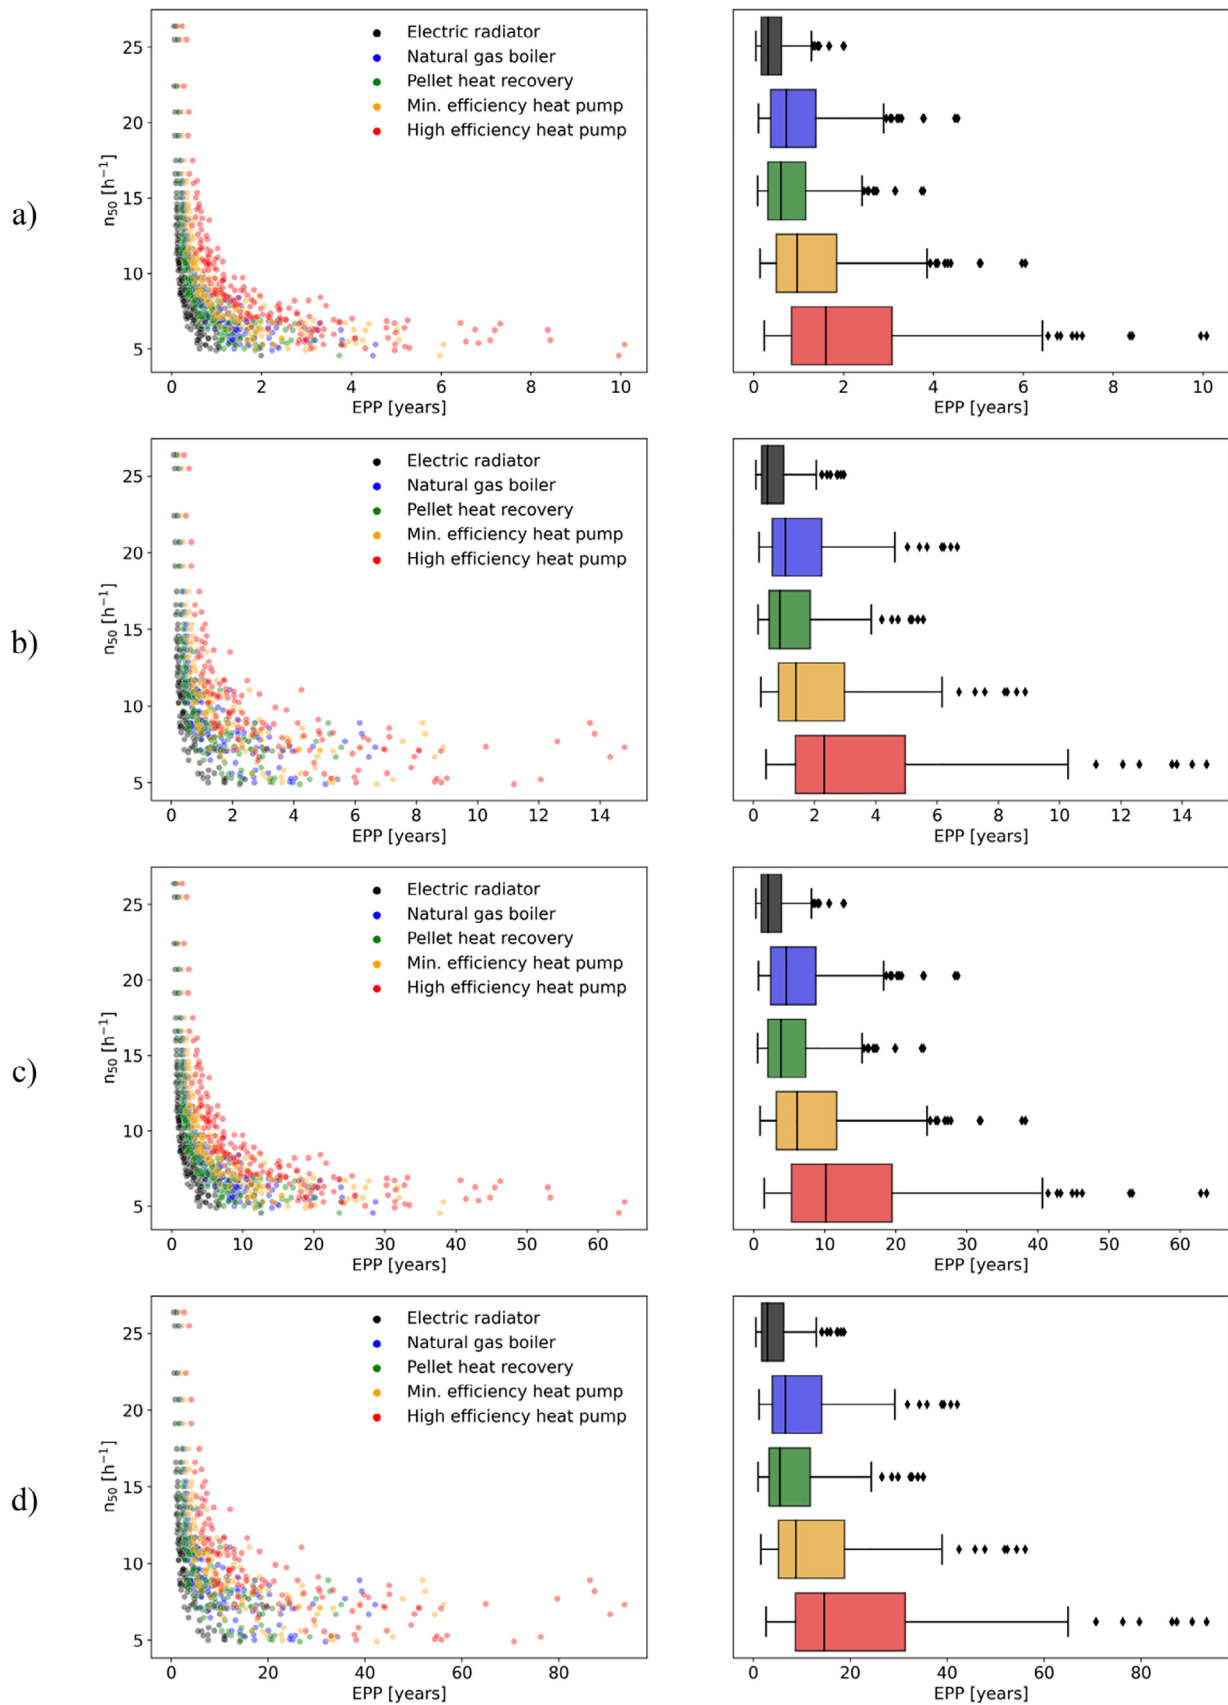 a)
n50 [h−1]
25
20
15
10
5
Electric radiator
Natural gas boiler
Pellet heat recovery
Min. efficiency heat pump
High efficiency heat pump
0 2 4 6 8 10
EPP [years]
0 2 4 6 8 10
EPP [years]
b)
n50 [h−1]
25
20
15
10
5
Electric radiator
Natural gas boiler
Pellet heat recovery
Min. efficiency heat pump
High efficiency heat pump
0 2 4 6 8 10 12 14
EPP [years]
0 2 4 6 8 10 12 14
EPP [years]
c)
n50 [h−1]
25
20
15
10
5
Electric radiator
Natural gas boiler
Pellet heat recovery
Min. efficiency heat pump
High efficiency heat pump
0 10 20 30 40 50 60
EPP [years]
0 10 20 30 40 50 60
EPP [years]
d)
n50 [h−1]
25
20
15
10
5
Electric radiator
Natural gas boiler
Pellet heat recovery
Min. efficiency heat pump
High efficiency heat pump
0 20 40 60 80
EPP [years]
0 20 40 60 80
EPP [years]